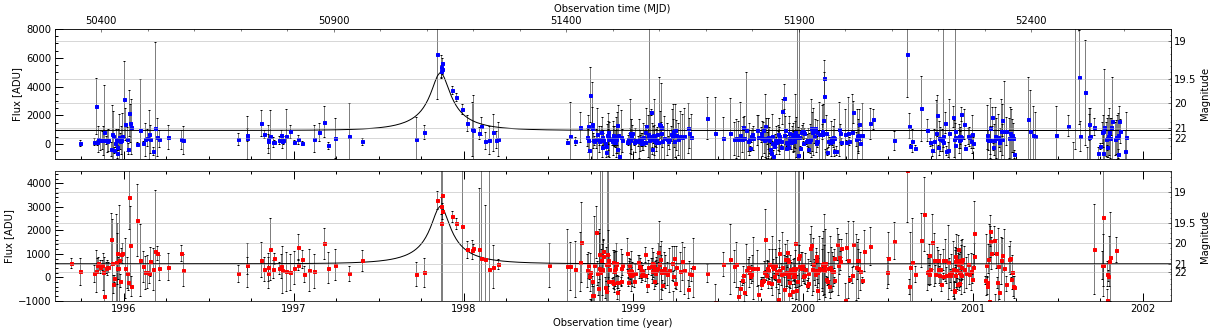 Observation time (MJD)
50400 50900 51400 51900 52400
Flux [ADU]
8000
6000
4000
2000
0
19
19.5
20
21
22
Magnitude
Flux [ADU]
4000
3000
2000
1000
0
−1000
19
19.5
20
21
22
Magnitude
1996 1997 1998 1999 2000 2001 2002
Observation time (year)